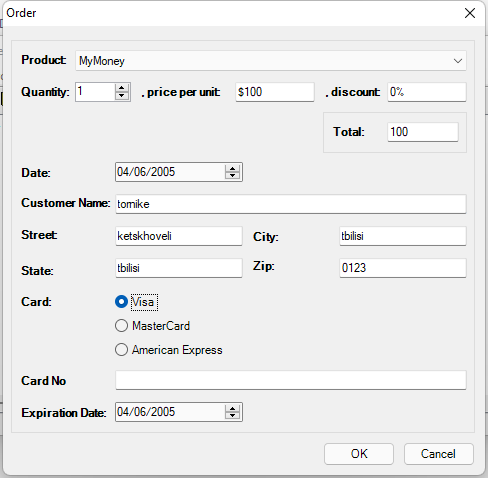 Order
Product: MyMoney
Quantity: 1 , price per unit: $100 , discount: 0%
Total: 100
Date: 04/06/2005
Customer Name: tornike
Street: ketskhoveli City: tbilisi
State: tbilisi Zip: 0123
Card: Visa
MasterCard
American Express
Card No
Expiration Date: 04/06/2005
OK Cancel